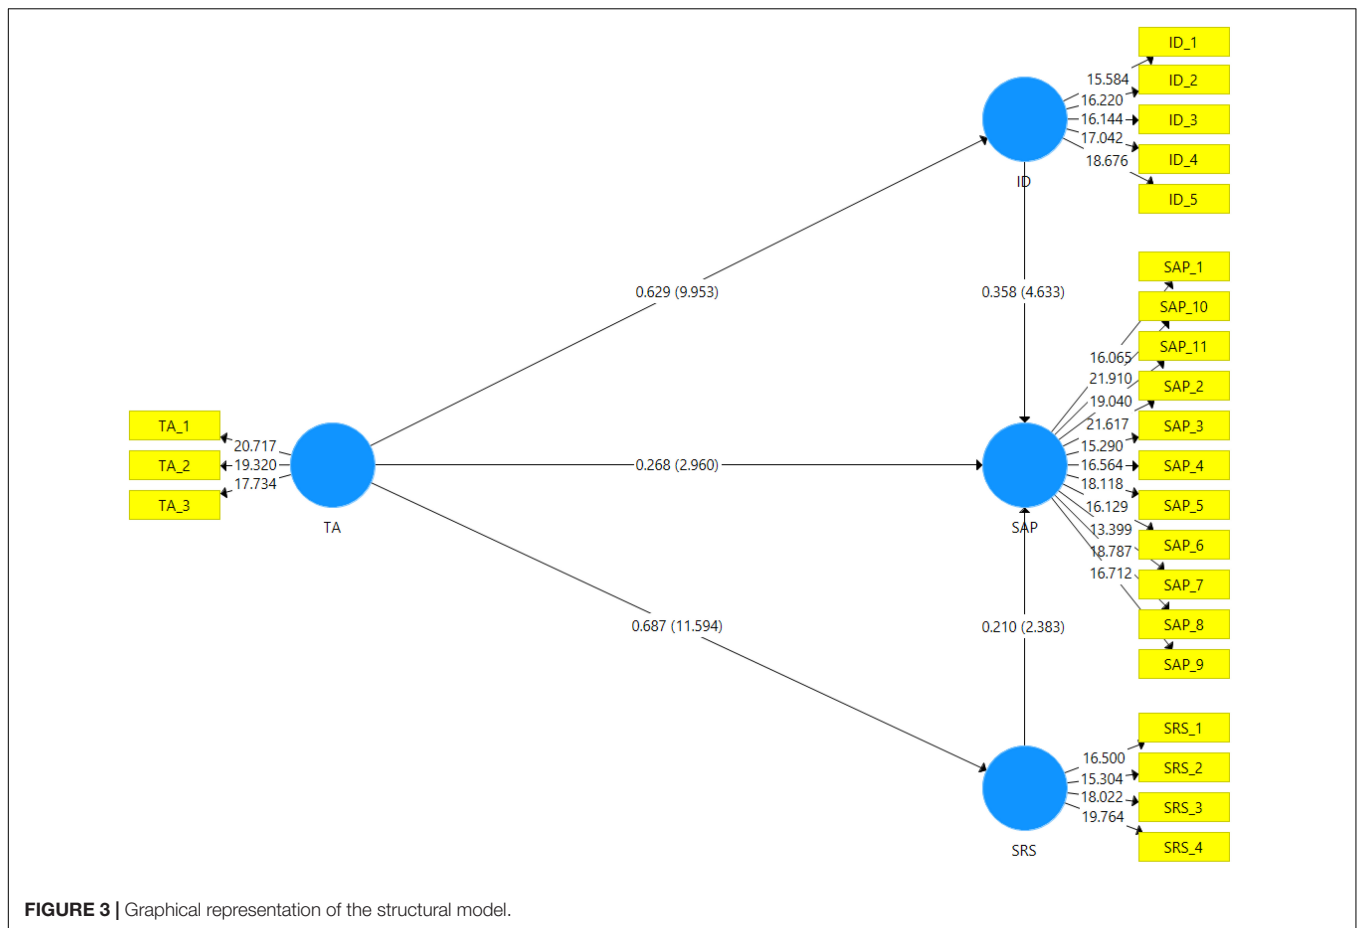 ID_1
15.584
ID_2
16.220
16.144
ID_3
17.042
ID_4
18.676
ID_5
ID
0.629 (9.953)
0.358 (4.633)
SAP_1
SAP_10
SAP_11
16.065
SAP_2
21.910
19.040
SAP_3
21.617
15.290
SAP_4
16.564
18.118
SAP_5
16.129
13.399
SAP_6
18.787
16.712
SAP_7
SAP_8
SAP_9
SAP
TA_1
20.717
TA_2
19.320
17.734
TA_3
TA
0.268 (2.960)
0.687 (11.594)
0.210 (2.383)
SRS_1
16.500
SRS_2
15.304
18.022
SRS_3
19.764
SRS_4
SRS
FIGURE 3 | Graphical representation of the structural model.